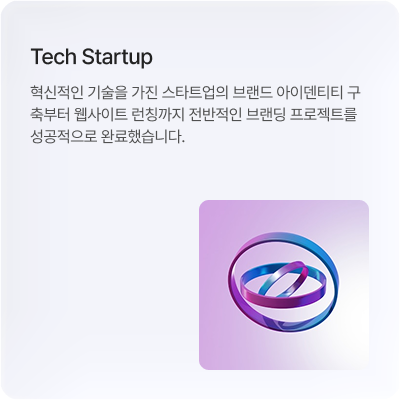 Tech Startup
혁신적인 기술을 가진 스타트업의 브랜드 아이덴티티 구
축부터 웹사이트 런칭까지 전반적인 브랜딩 프로젝트를
성공적으로 완료했습니다.